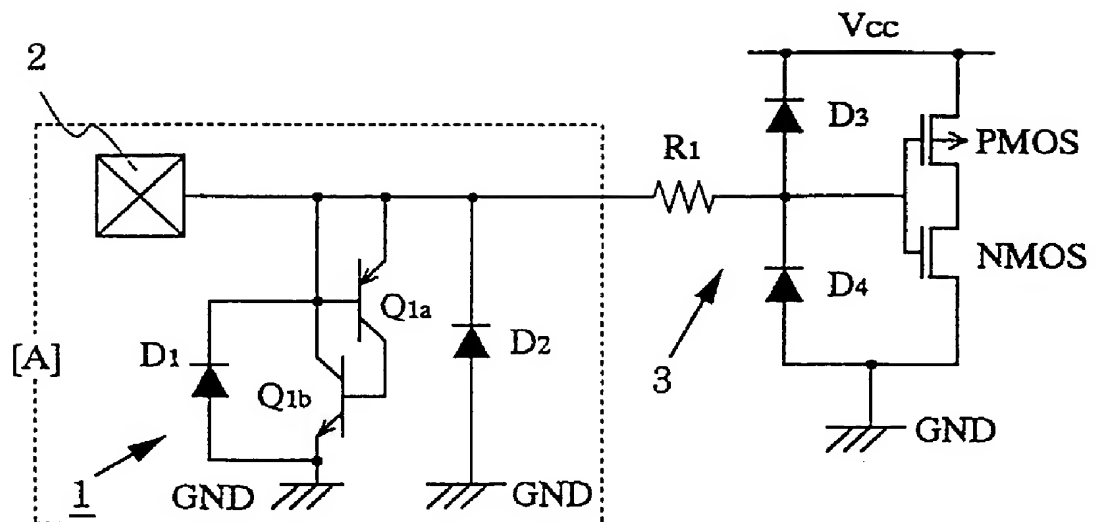 Vcc
2
D3
PMOS
R1
NMOS
D4
Q1a
D2
[A]
D1
3
Q1b
GND
1
GND
GND